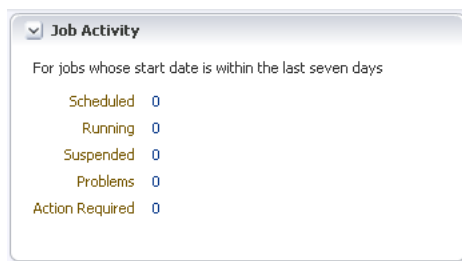 Job Activity
For jobs whose start date is within the last seven days
Scheduled 0
Running 0
Suspended 0
Problems 0
Action Required 0